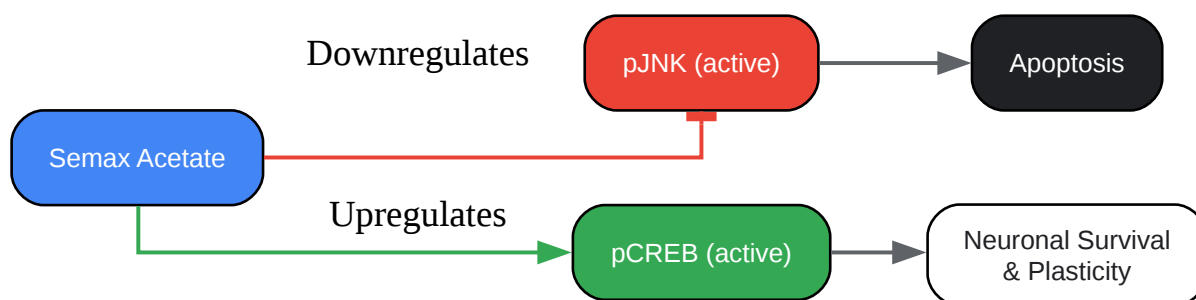 Downregulates
pJNK (active)
Apoptosis
Semax Acetate
Upregulates
pCREB (active)
Neuronal Survival
& Plasticity